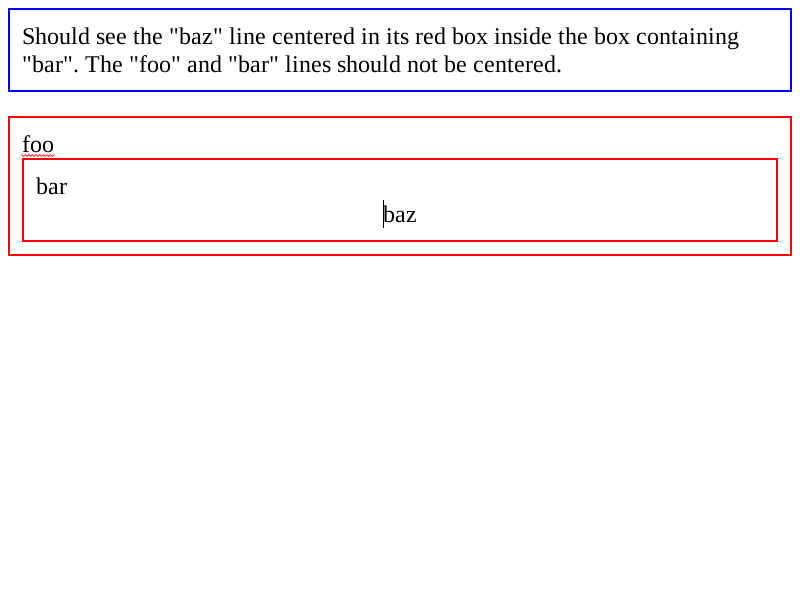 Should see the "baz" line centered in its red box inside the box containing
"bar". The "foo" and "bar" lines should not be centered.
foo
bar
baz